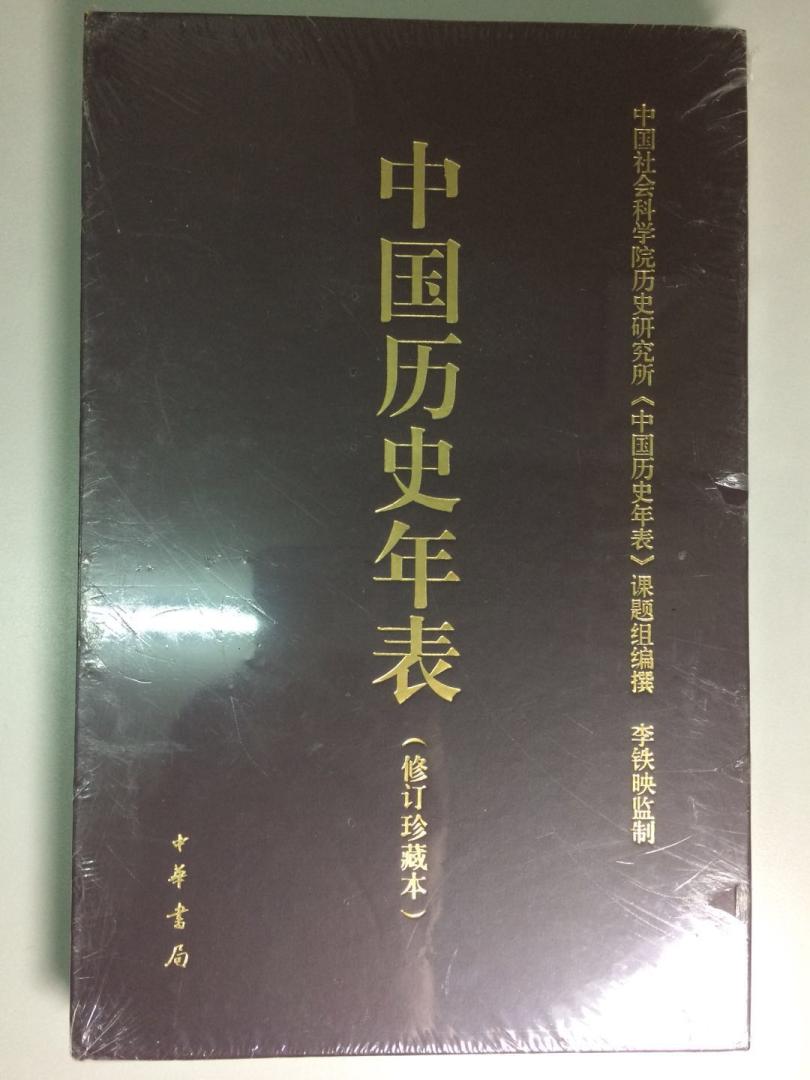 中国社会科学院历史研究所《中国历史年表》课题组编撰 李铁映监制
中国历史年表
（修订珍藏本）
中华书局